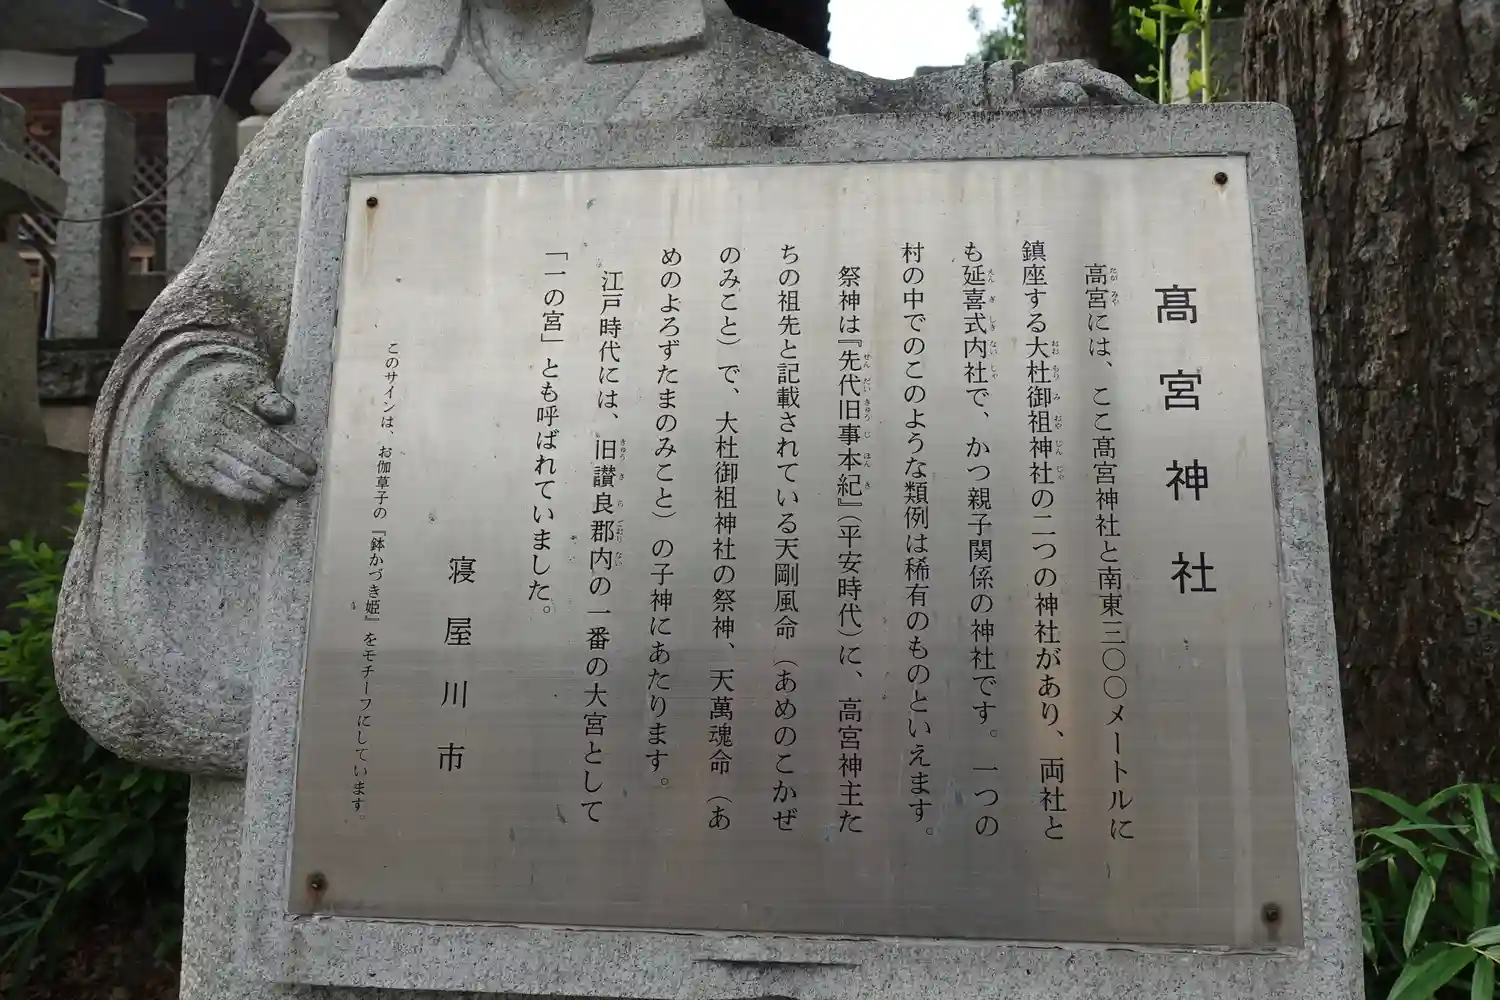 髙宮神社
高宮には、ここ髙宮神社と南東三〇〇メートルに
鎮座する大杜御祖神社の二つの神社があり、両社と
も延喜式内社で、かつ親子関係の神社です。一つの
村の中でのこのような類例は稀有のものといえます。
祭神は『先代旧事本紀』(平安時代)に、高宮神主た
ちの祖先と記載されている天剛風命（あめのこかぜ
のみこと）で、大杜御祖神社の祭神、天萬魂命（あ
めのよろずたまのみこと）の子神にあたります。
江戸時代には、旧讃良郡内の一番の大宮として
「一の宮」とも呼ばれていました。
寝屋川市
このサインは、お伽草子の『鉢かづき姫』をモチーフにしています。